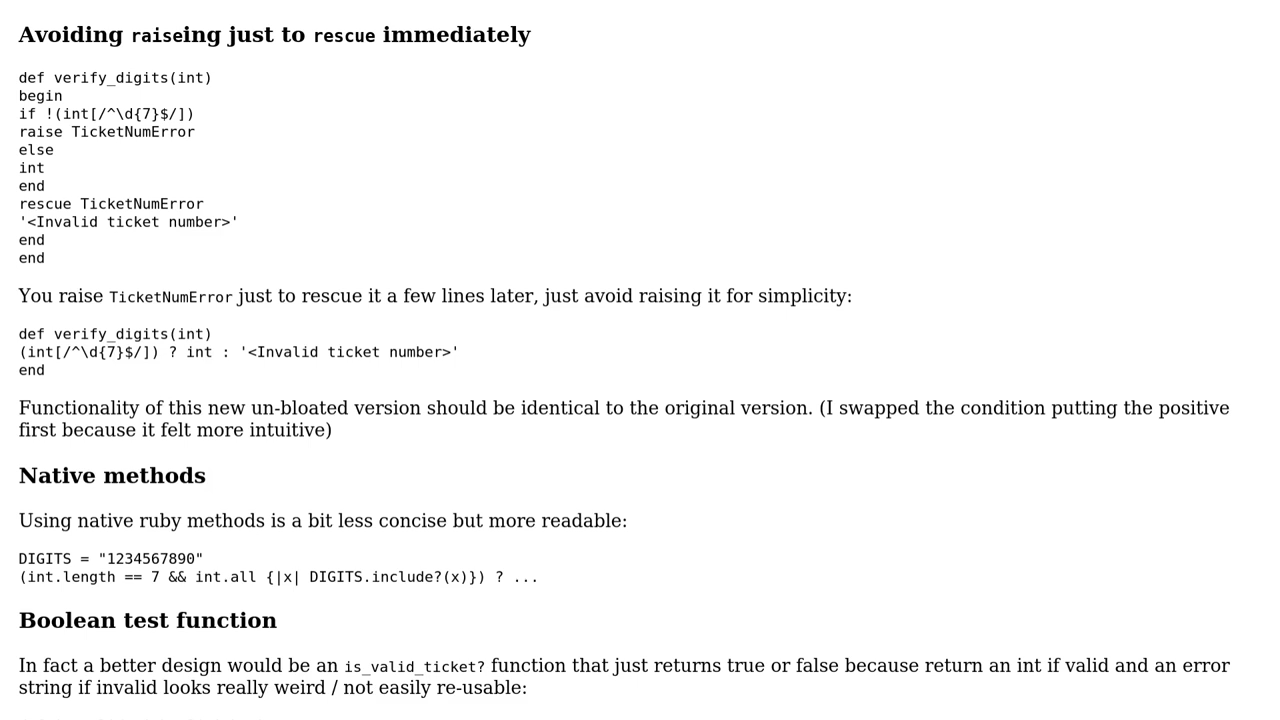 Avoiding raiseing just to rescue immediately
def verify_digits(int)
begin
if !(int[/^\d{7}$/])
raise TicketNumError
else
int
end
rescue TicketNumError
'<Invalid ticket number>'
end
end
You raise TicketNumError just to rescue it a few lines later, just avoid raising it for simplicity:
def verify_digits(int)
(int[/^\d{7}$/]) ? int : '<Invalid ticket number>'
end
Functionality of this new un-bloated version should be identical to the original version. (I swapped the condition putting the positive
first because it felt more intuitive)
Native methods
Using native ruby methods is a bit less concise but more readable:
DIGITS = "1234567890"
(int.length == 7 && int.all {|x| DIGITS.include?(x)}) ? ...
Boolean test function
In fact a better design would be an is_valid_ticket? function that just returns true or false because return an int if valid and an error
string if invalid looks really weird / not easily re-usable: